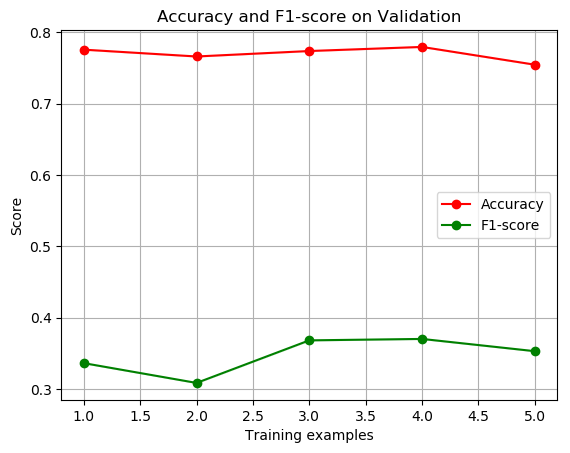 Accuracy and F1-score on Validation
0.8
0.7
0.6
0.5
0.4
0.3
Score
Accuracy
F1-score
1.0 1.5 2.0 2.5 3.0 3.5 4.0 4.5 5.0
Training examples